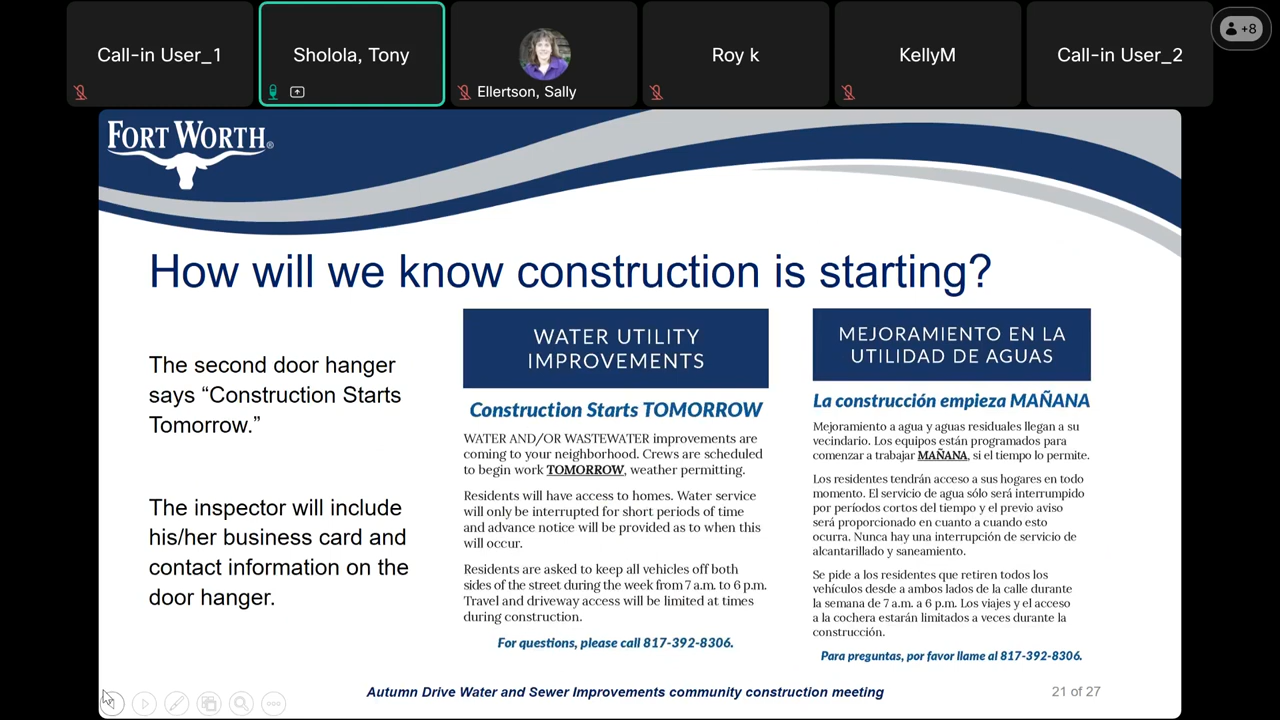 Call-in User_1
Sholola, Tony
Ellertson, Sally
Roy k
KellyM
Call-in User_2
+8
FORT WORTH®
How will we know construction is starting?
The second door hanger
says “Construction Starts
Tomorrow.”
The inspector will include
his/her business card and
contact information on the
door hanger.
WATER UTILITY
IMPROVEMENTS
Construction Starts TOMORROW
WATER AND/OR WASTEWATER improvements are
coming to your neighborhood. Crews are scheduled
to begin work TOMORROW, weather permitting.
Residents will have access to homes. Water service
will only be interrupted for short periods of time
and advance notice will be provided as to when this
will occur.
Residents are asked to keep all vehicles off both
sides of the street during the week from 7 a.m. to 6 p.m.
Travel and driveway access will be limited at times
during construction.
For questions, please call 817-392-8306.
MEJORAMIENTO EN LA
UTILIDAD DE AGUAS
La construcción empieza MAÑANA
Mejoramiento a agua y aguas residuales llegan a su
vecindario. Los equipos están programados para
comenzar a trabajar MAÑANA, si el tiempo lo permite.
Los residentes tendrán acceso a sus hogares en todo
momento. El servicio de agua sólo será interrumpido
por períodos cortos del tiempo y el previo aviso
será proporcionado en cuanto a cuando esto
ocurra. Nunca hay una interrupción de servicio de
alcantarillado y saneamiento.
Se pide a los residentes que retiren todos los
vehículos desde a ambos lados de la calle durante
la semana de 7 a.m. a 6 p.m. Los viajes y el acceso
a la cochera estarán limitados a veces durante la
construcción.
Para preguntas, por favor llame al 817-392-8306.
Autumn Drive Water and Sewer Improvements community construction meeting
21 of 27